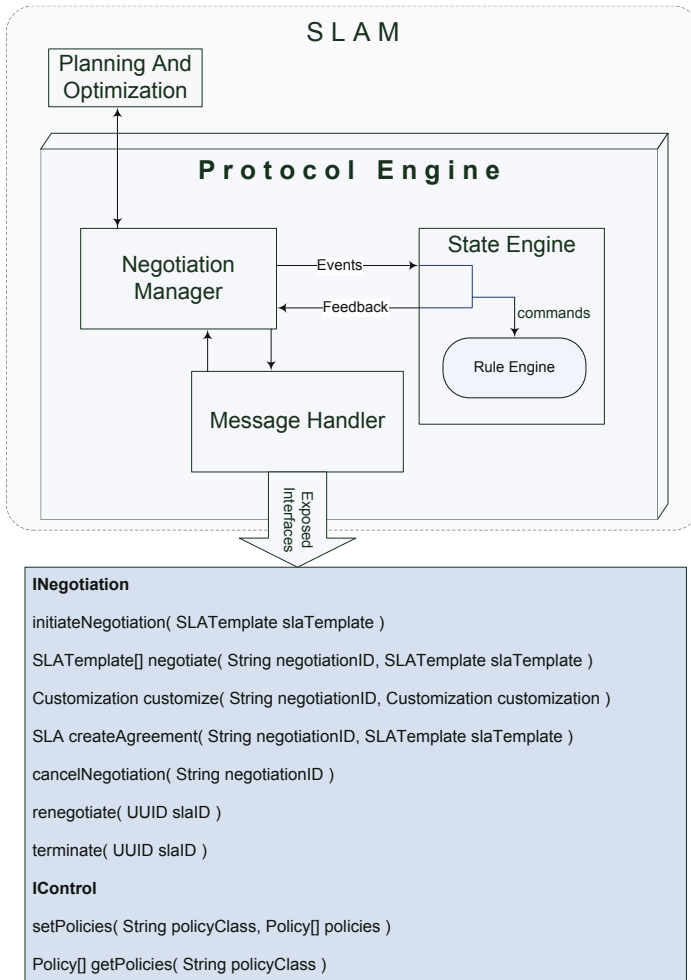 S L A M
Planning And
Optimization
Protocol Engine
Negotiation
Manager
Events
Feedback
State Engine
commands
Rule Engine
Message Handler
Exposed
Interfaces
INegotiation
initiateNegotiation( SLATemplate slaTemplate )
SLATemplate[] negotiate( String negotiationID, SLATemplate slaTemplate )
Customization customize( String negotiationID, Customization customization )
SLA createAgreement( String negotiationID, SLATemplate slaTemplate )
cancelNegotiation( String negotiationID )
renegotiate( UUID slaID )
terminate( UUID slaID )
IControl
setPolicies( String policyClass, Policy[] policies )
Policy[] getPolicies( String policyClass )